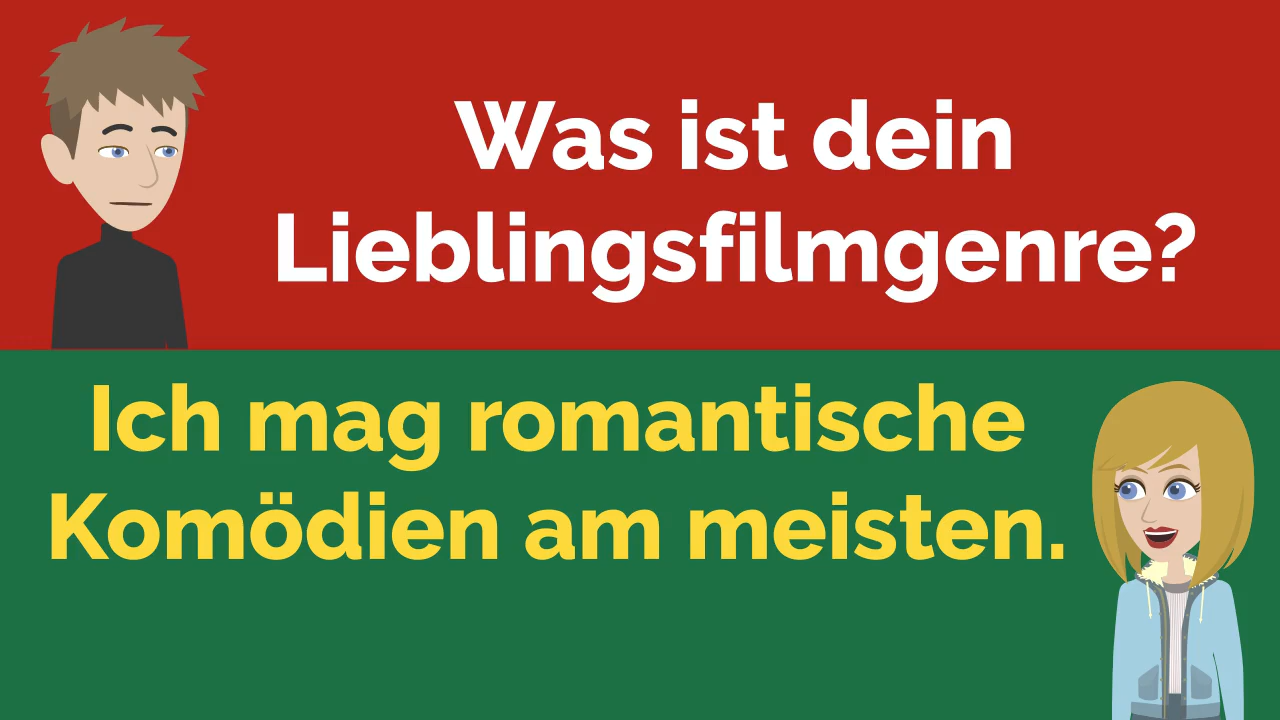 Was ist dein
Lieblingsfilmgenre?
Ich mag romantische
Komödien am meisten.